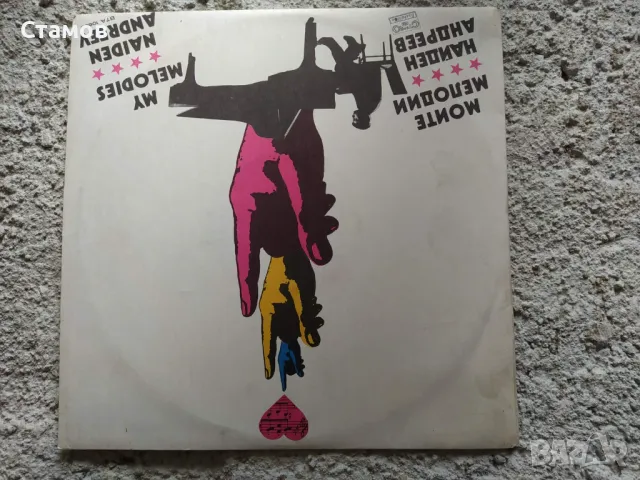 Стамов
МОИТЕ
МЕЛОДИИ
★ ★ ★ ★
НАЙДЕН
АНДРЕЕВ
MY
MELODIES
★ ★ ★ ★
NAIDEN
ANDREEV
BAZAR